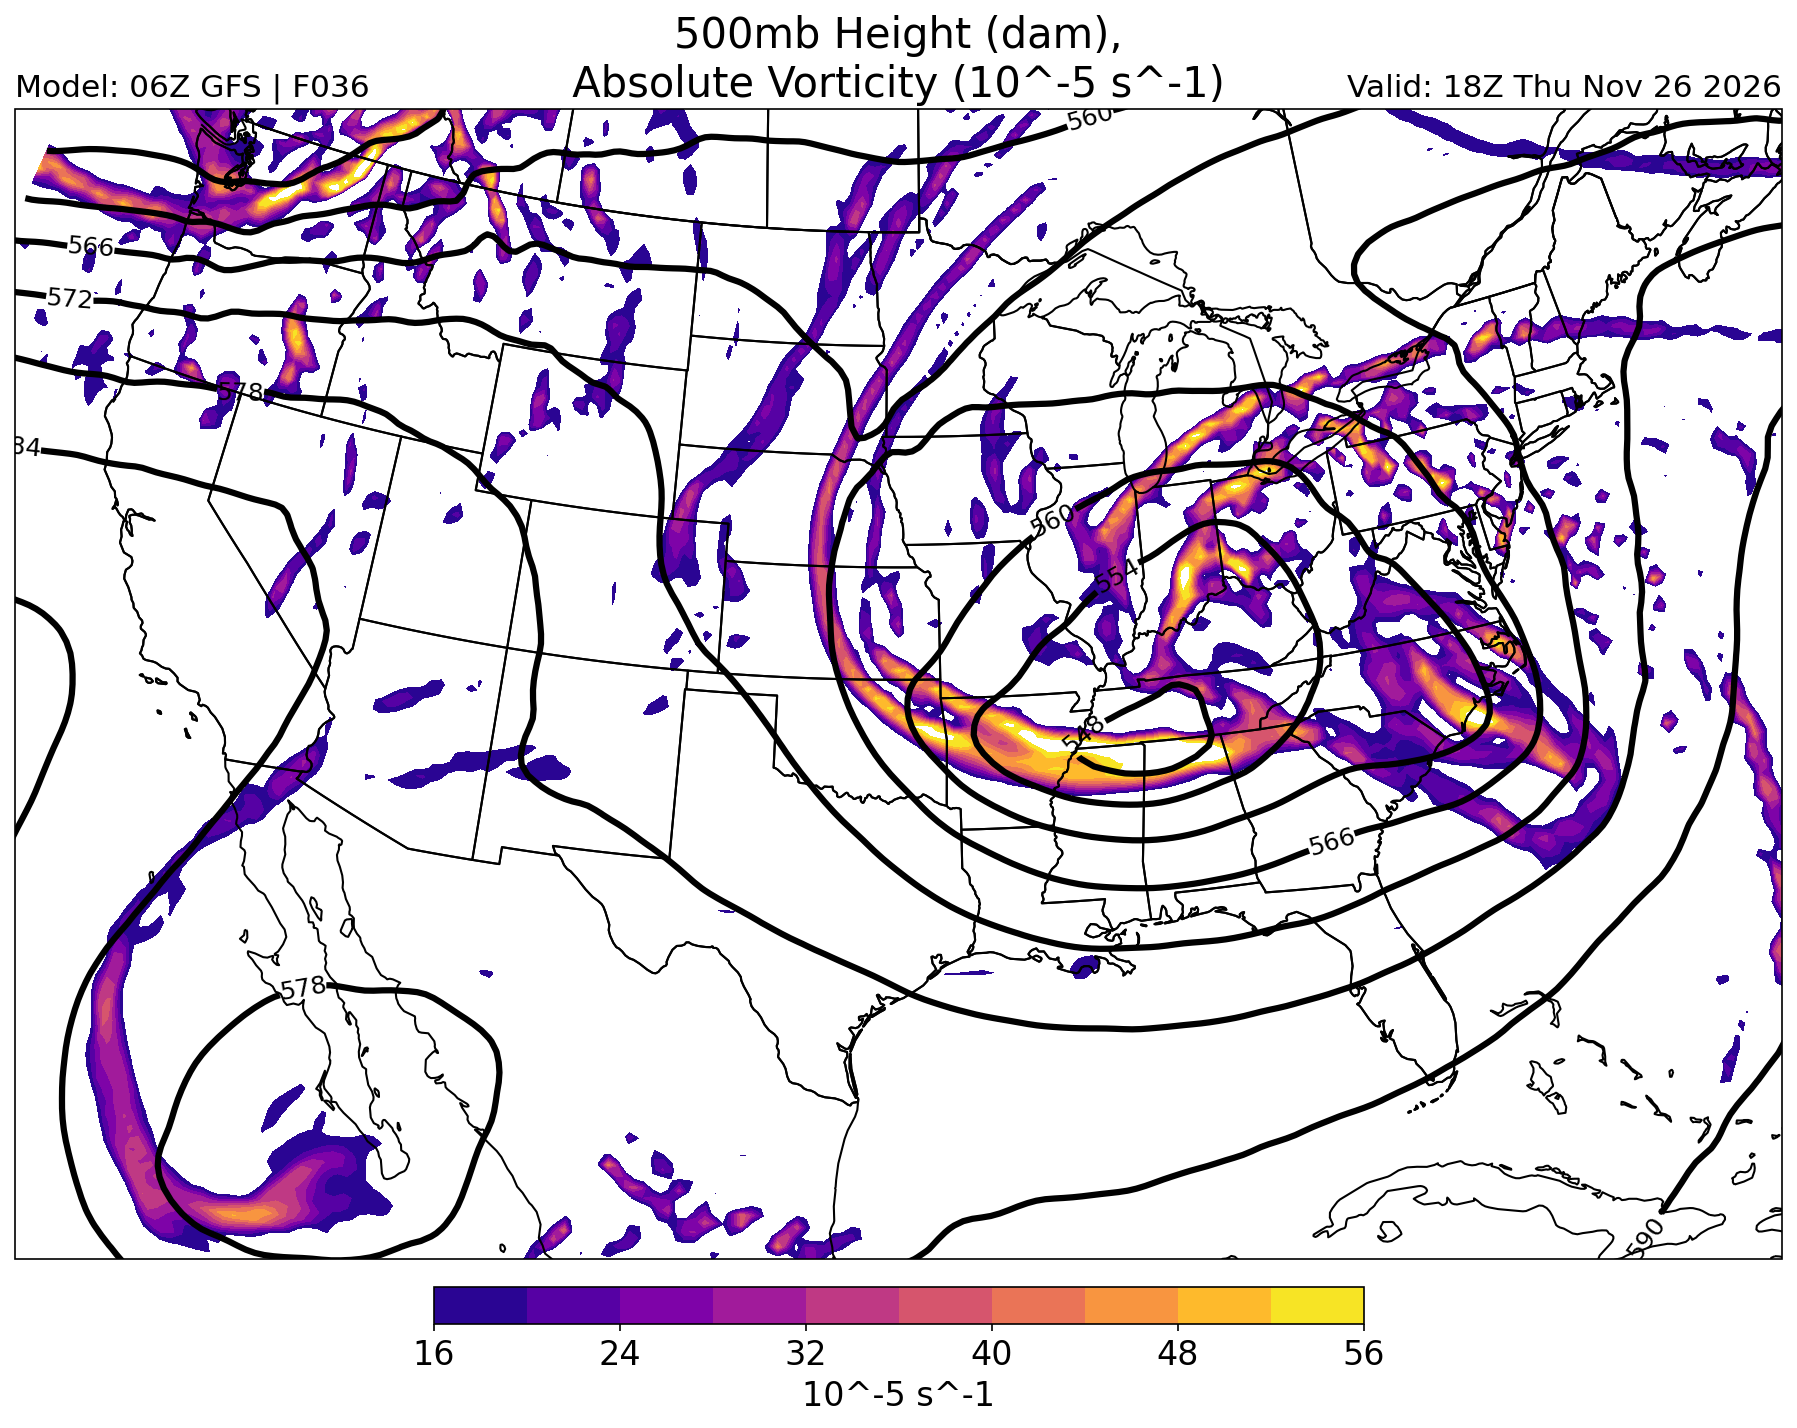 500mb Height (dam),
Model: 06Z GFS | F036
Absolute Vorticity (10^-5 s^-1)
Valid: 18Z Thu Nov 26 2026
560
566
572
578
84
560
554
548
566
578
590
16 24 32 40 48 56
10^-5 s^-1